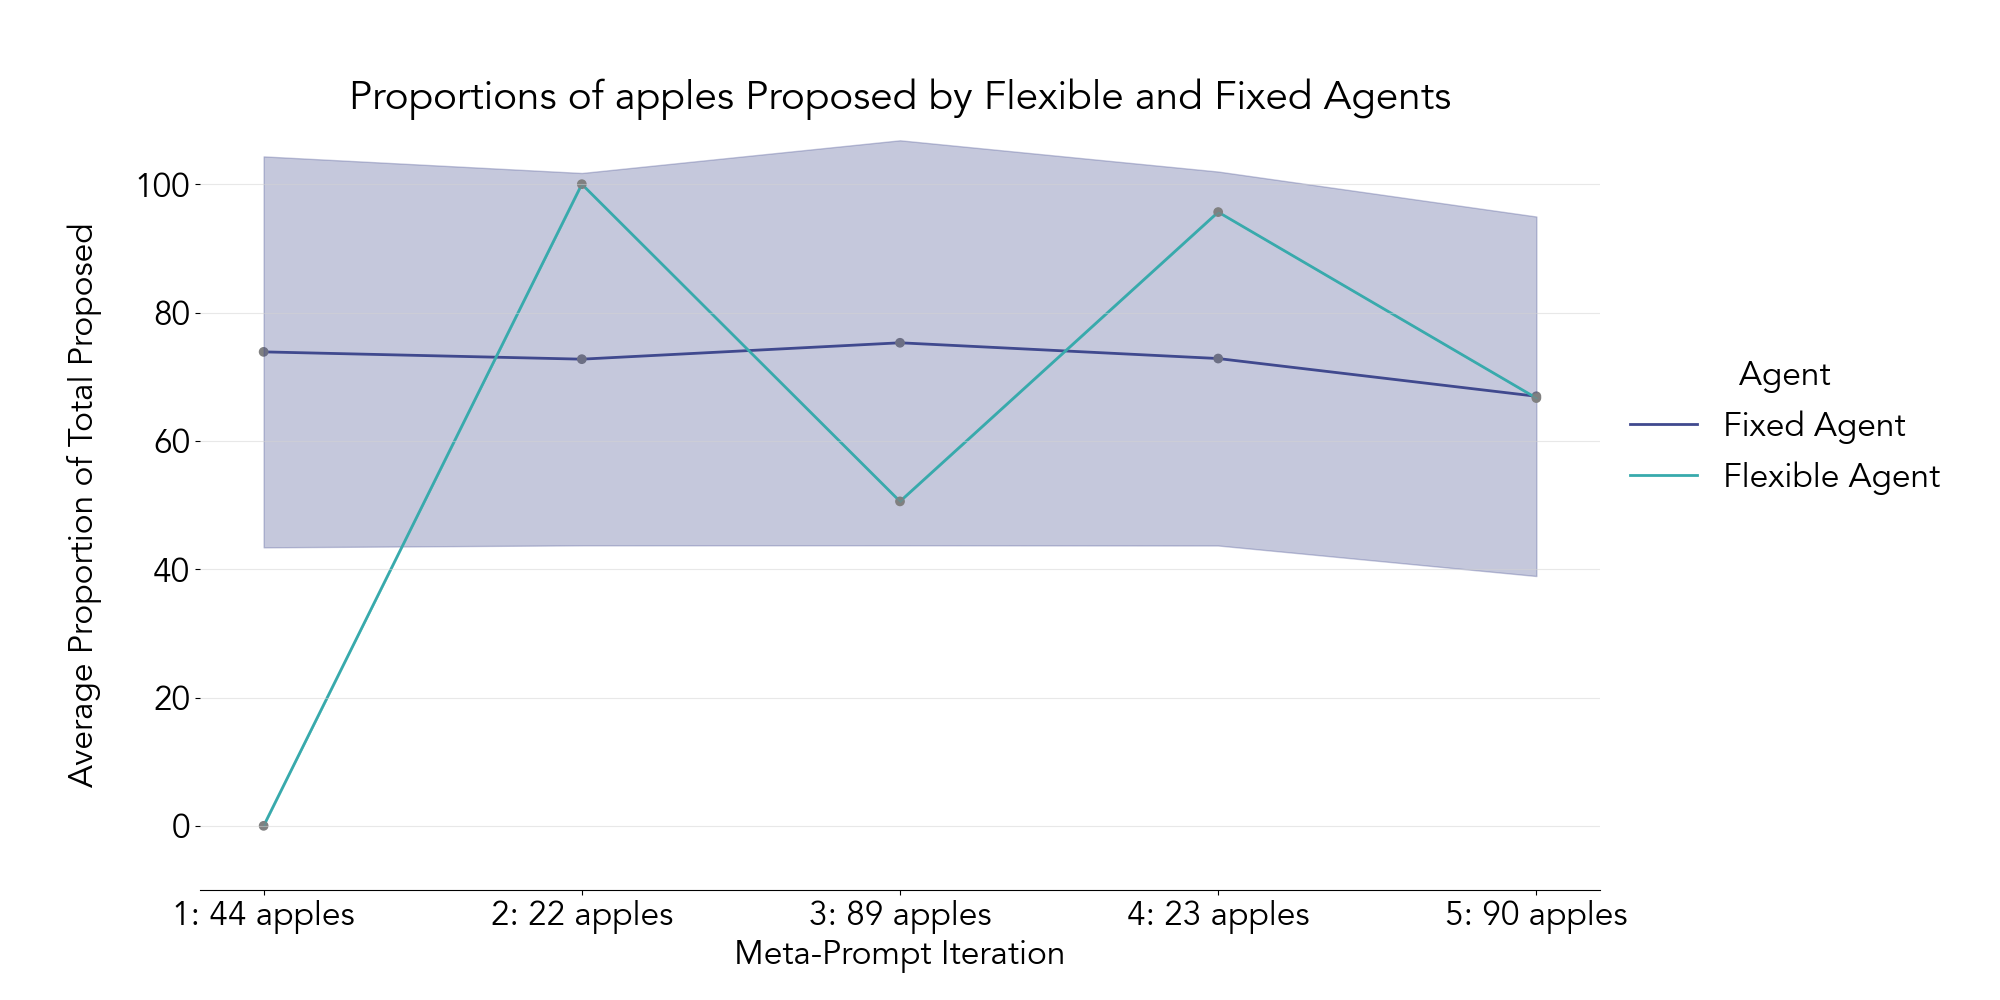 Proportions of apples Proposed by Flexible and Fixed Agents
Average Proportion of Total Proposed
100
80
60
40
20
0
1: 44 apples
2: 22 apples
3: 89 apples
4: 23 apples
5: 90 apples
Meta-Prompt Iteration
Agent
Fixed Agent
Flexible Agent